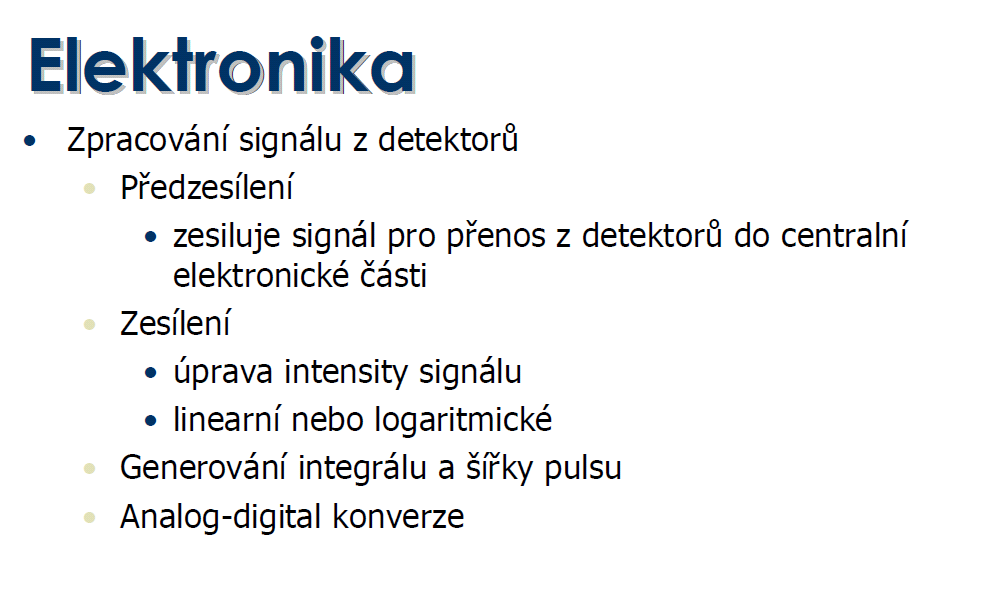 Elektronika
• Zpracování signálu z detektorů
• Předzesílení
• zesiluje signál pro přenos z detektorů do centralní
elektronické části
• Zesílení
• úprava intensity signálu
• linearní nebo logaritmické
• Generování integrálu a šířky pulsu
• Analog-digital konverze